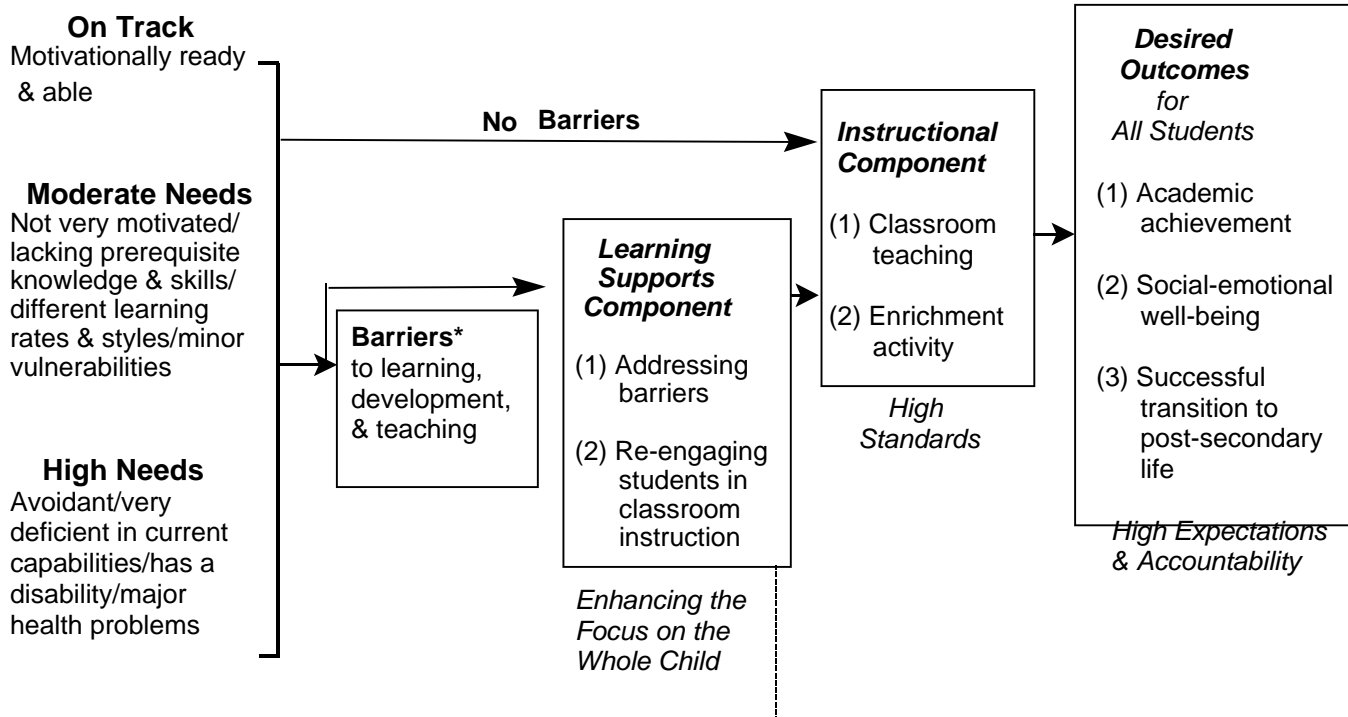 On Track
Motivationally ready
& able
Moderate Needs
Not very motivated/
lacking prerequisite
knowledge & skills/
different learning
rates & styles/minor
vulnerabilities
High Needs
Avoidant/very
deficient in current
capabilities/has a
disability/major
health problems
No Barriers
Barriers*
to learning,
development,
& teaching
Learning
Supports
Component
(1) Addressing
barriers
(2) Re-engaging
students in
classroom
instruction
Enhancing the
Focus on the
Whole Child
Instructional
Component
(1) Classroom
teaching
(2) Enrichment
activity
High
Standards
Desired
Outcomes
for
All Students
(1) Academic
achievement
(2) Social-emotional
well-being
(3) Successful
transition to
post-secondary
life
High Expectations
& Accountability